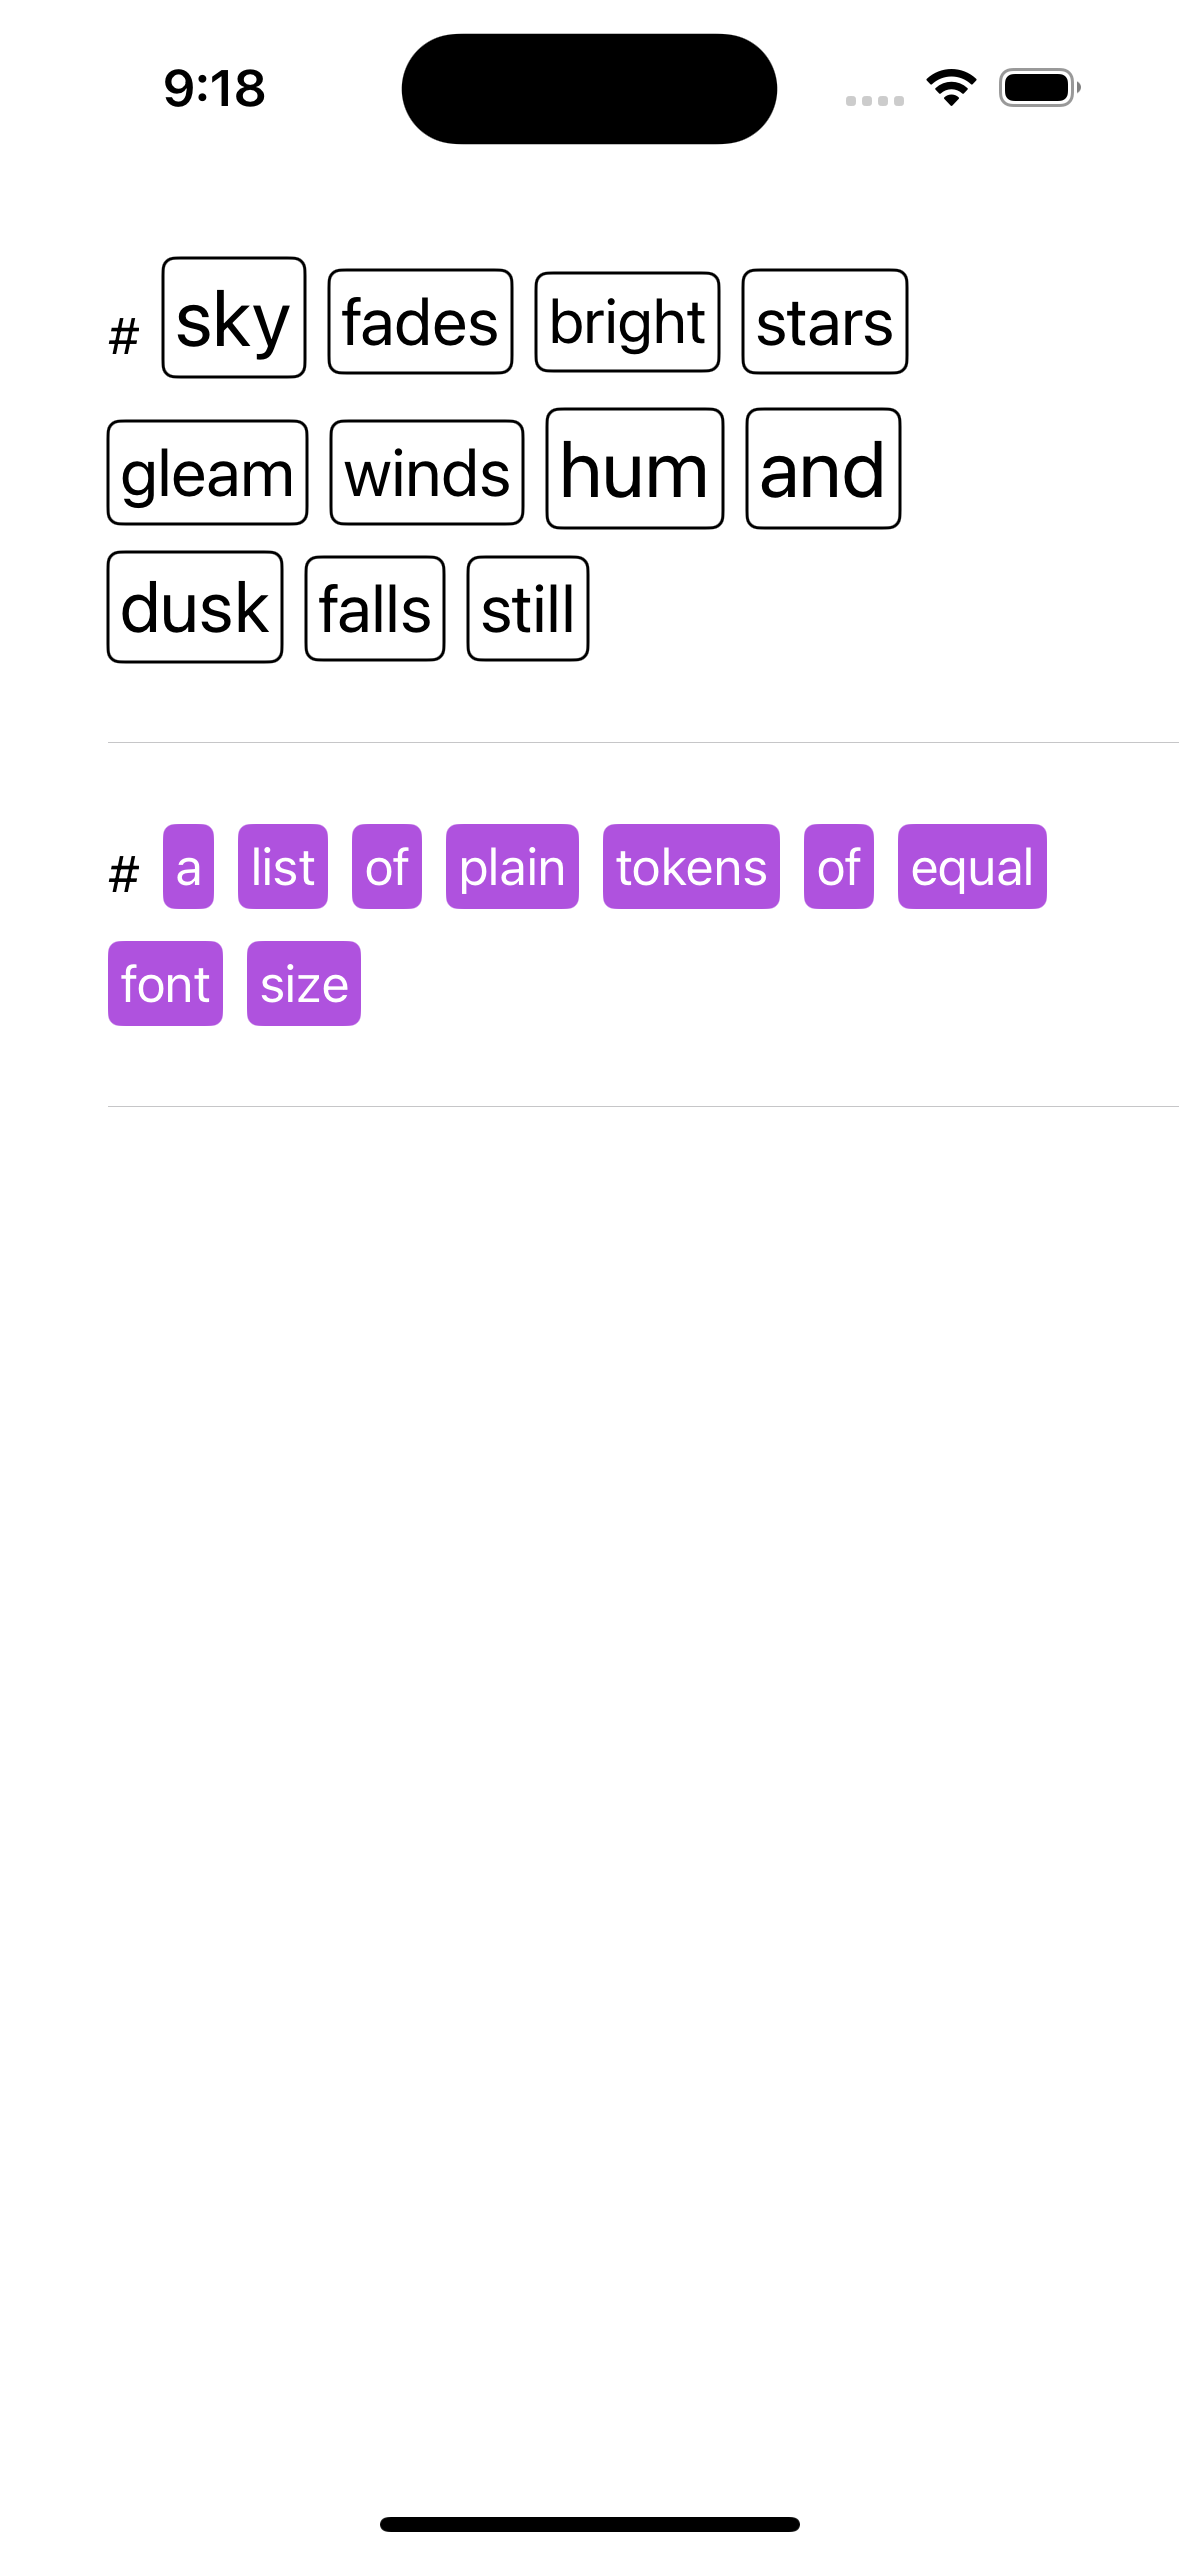 9:18
# sky fades bright stars
gleam winds hum and
dusk falls still
# a list of plain tokens of equal
font size